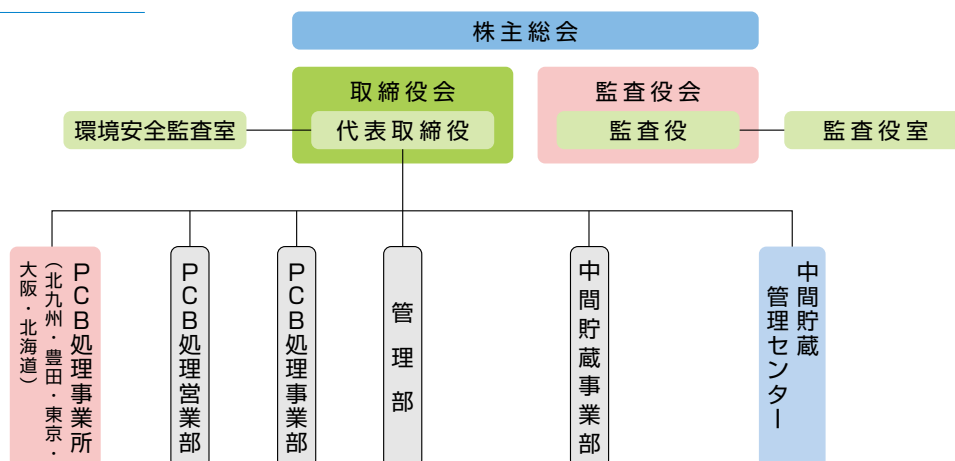 株主総会
取締役会
監査役会
環境安全監査室
代表取締役
監査役
監査役室
PCB処理事業所
（北九州・豊田・東京・
大阪・北海道）
PCB処理営業部
PCB処理事業部
管理部
中間貯蔵事業部
中間貯蔵
管理センター